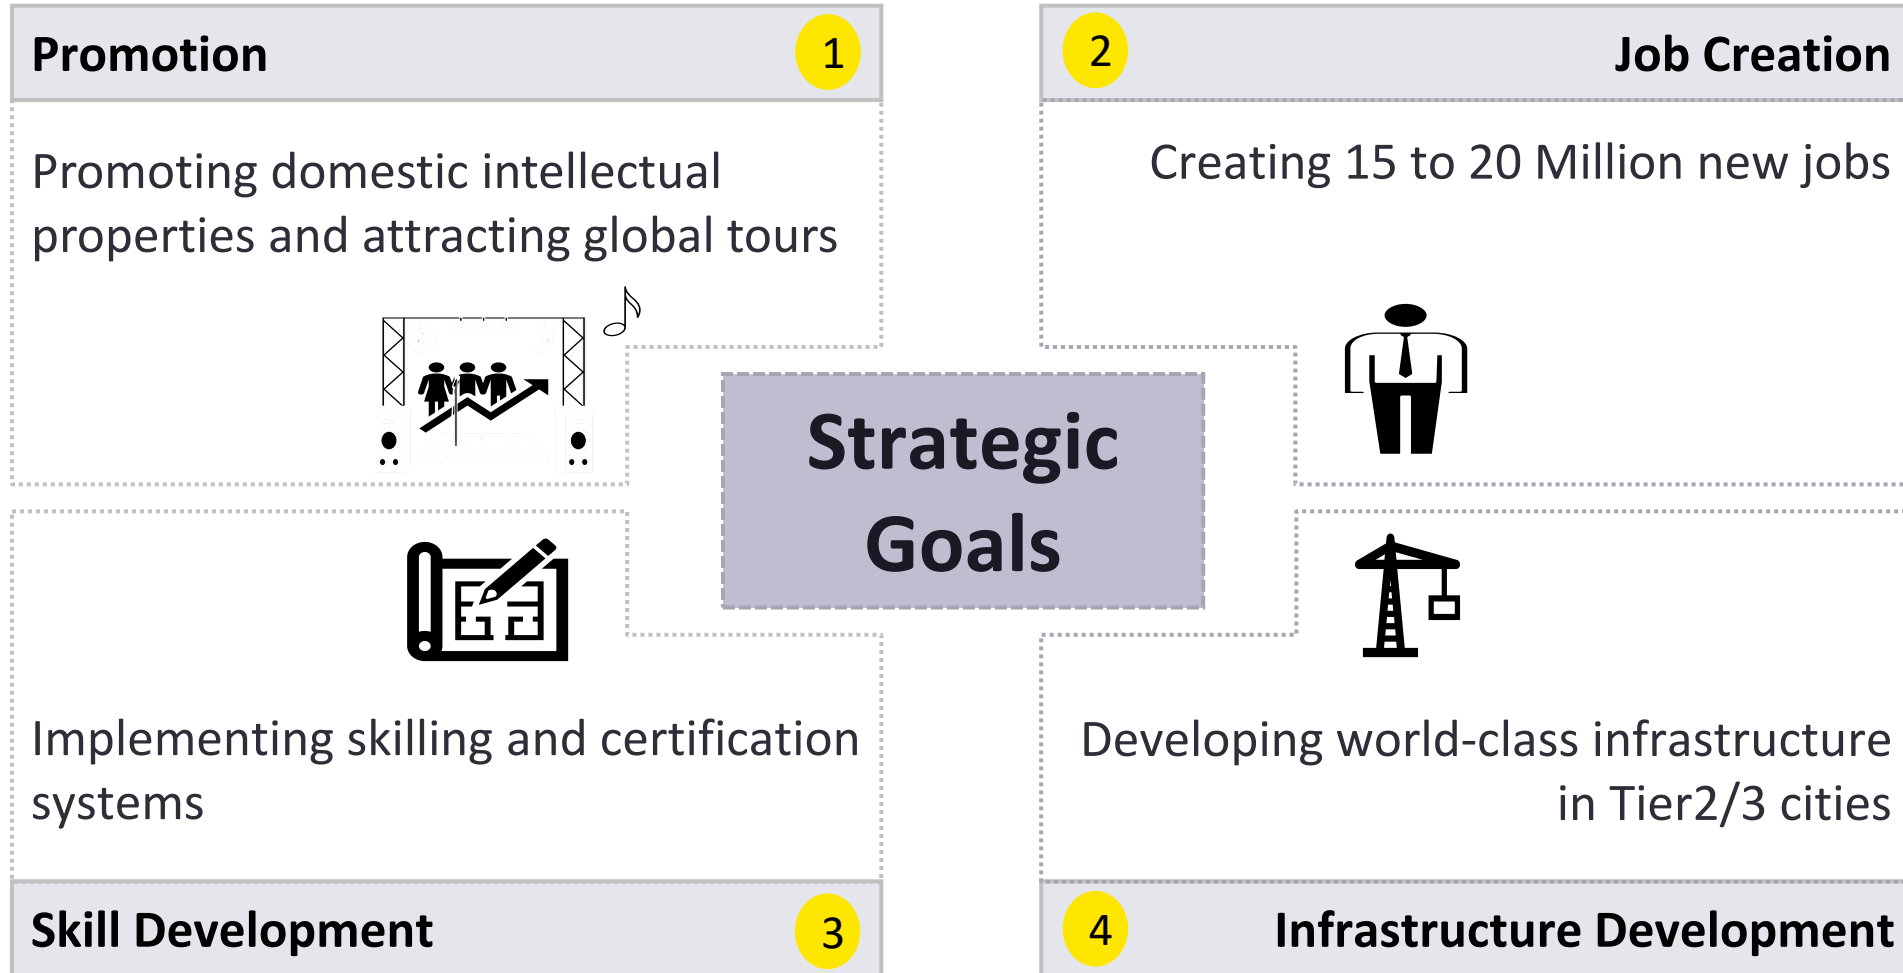 Promotion
1
Promoting domestic intellectual
properties and attracting global tours
2
Job Creation
Creating 15 to 20 Million new jobs
Strategic
Goals
Implementing skilling and certification
systems
Skill Development
3
Developing world-class infrastructure
in Tier2/3 cities
4
Infrastructure Development